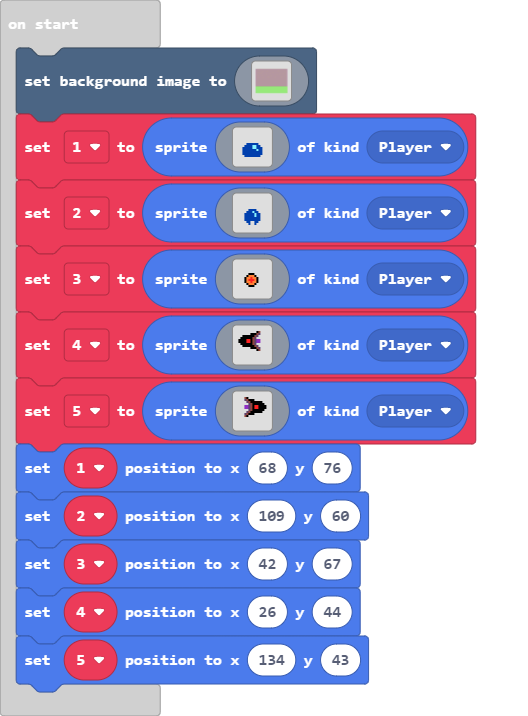 on start
set background image to
set 1 to sprite of kind Player
set 2 to sprite of kind Player
set 3 to sprite of kind Player
set 4 to sprite of kind Player
set 5 to sprite of kind Player
set 1 position to x 68 y 76
set 2 position to x 109 y 60
set 3 position to x 42 y 67
set 4 position to x 26 y 44
set 5 position to x 134 y 43